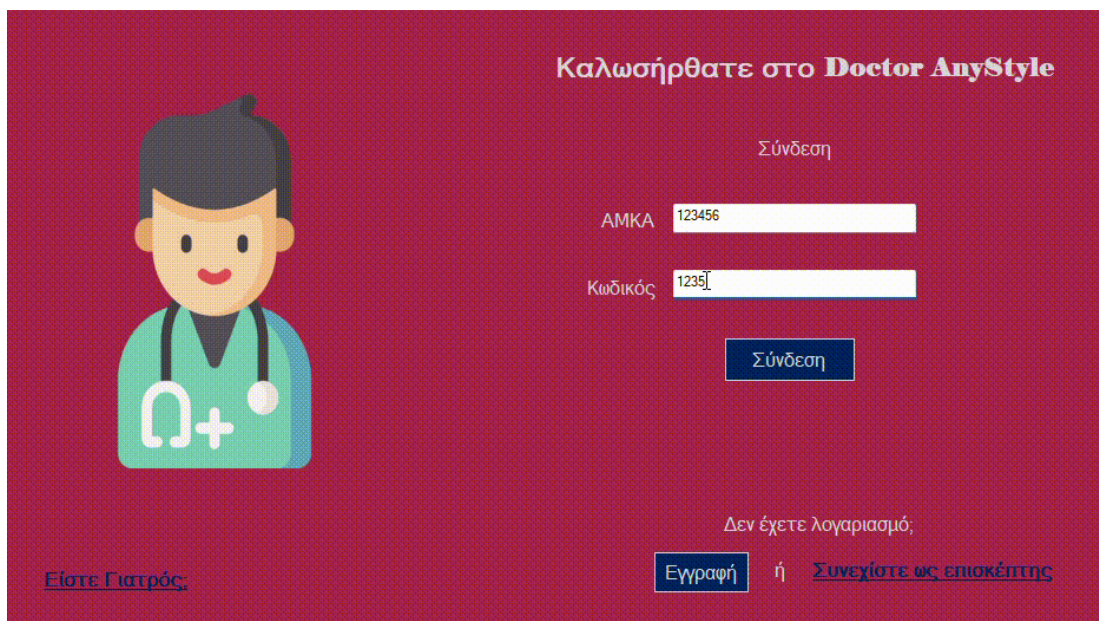 Καλωσήρθατε στο Doctor AnyStyle
Σύνδεση
ΑΜΚΑ 123456
Κωδικός 1235
Σύνδεση
Δεν έχετε λογαριασμό;
Εγγραφή ή Συνεχίστε ως επισκέπτης
Είστε Γιατρός;